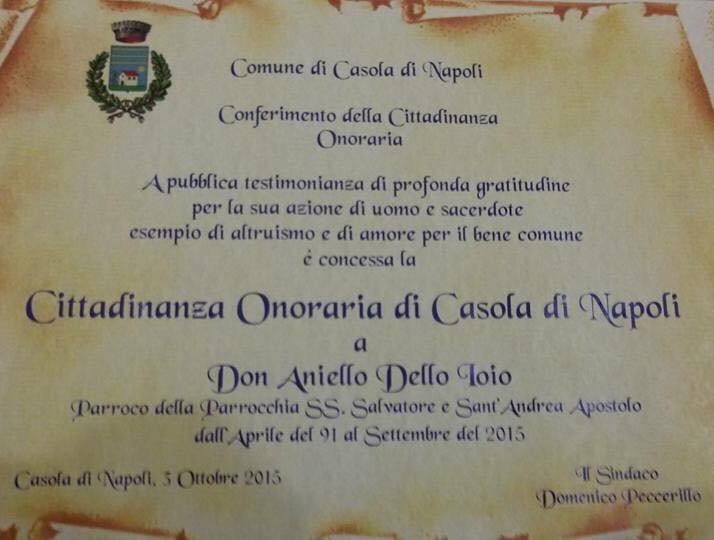 Comune di Casola di Napoli
Conferimento della Cittadinanza
Onoraria
A pubblica testimonianza di profonda gratitudine
per la sua azione di uomo e sacerdote
esempio di altruismo e di amore per il bene comune
é concessa la
Cittadinanza Onoraria di Casola di Napoli
a
Don Aniello Dello Ioio
Parroco della Parrocchia SS. Salvatore e Sant'Andrea Apostolo
dall'Aprile del 91 al Settembre del 2015
Casola di Napoli, 3 Ottobre 2015
Il Sindaco
Domenico Peccerillo